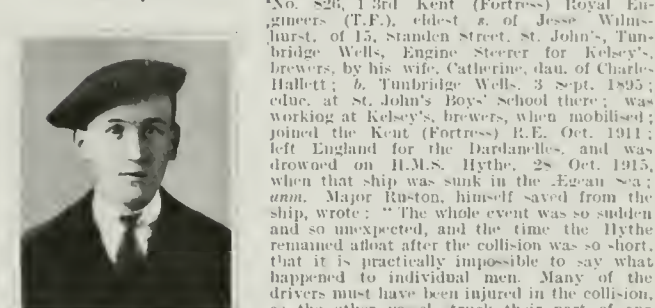 No. 826, 1 3rd Kent (Fortress) Royal En-
gineers (T.F.), eldest s. of Jesse Wilms-
hurst, of 15, Standen Street, St. John's, Tun-
bridge Wells, Engine Steerer for Kelsey's,
brewers, by his wife, Catherine, dau. of Charles
Hallett; b. Tunbridge Wells, 3 Sept. 1895;
educ. at St. John's Boys' School there; was
working at Kelsey's, brewers, when mobilised;
joined the Kent (Fortress) R.E. Oct. 1911;
left England for the Dardanelles, and was
drowned on H.M.S. Hythe, 28 Oct. 1915,
when that ship was sunk in the Ægean Sea;
unm. Major Ruston, himself saved from the
ship, wrote: "The whole event was so sudden
and so unexpected, and the time the Hythe
remained afloat after the collision was so short,
that it is practically impossible to say what
happened to individual men. Many of the
drivers must have been injured in the collision,